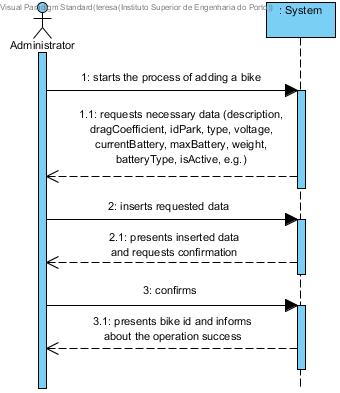 Visual Paradigm Standard(teresa(Instituto Superior de Engenharia do Porto))
: System
Administrator
1: starts the process of adding a bike
1.1: requests necessary data (description,
dragCoefficient, idPark, type, voltage,
currentBattery, maxBattery, weight,
batteryType, isActive, e.g.)
2: inserts requested data
2.1: presents inserted data
and requests confirmation
3: confirms
3.1: presents bike id and informs
about the operation success